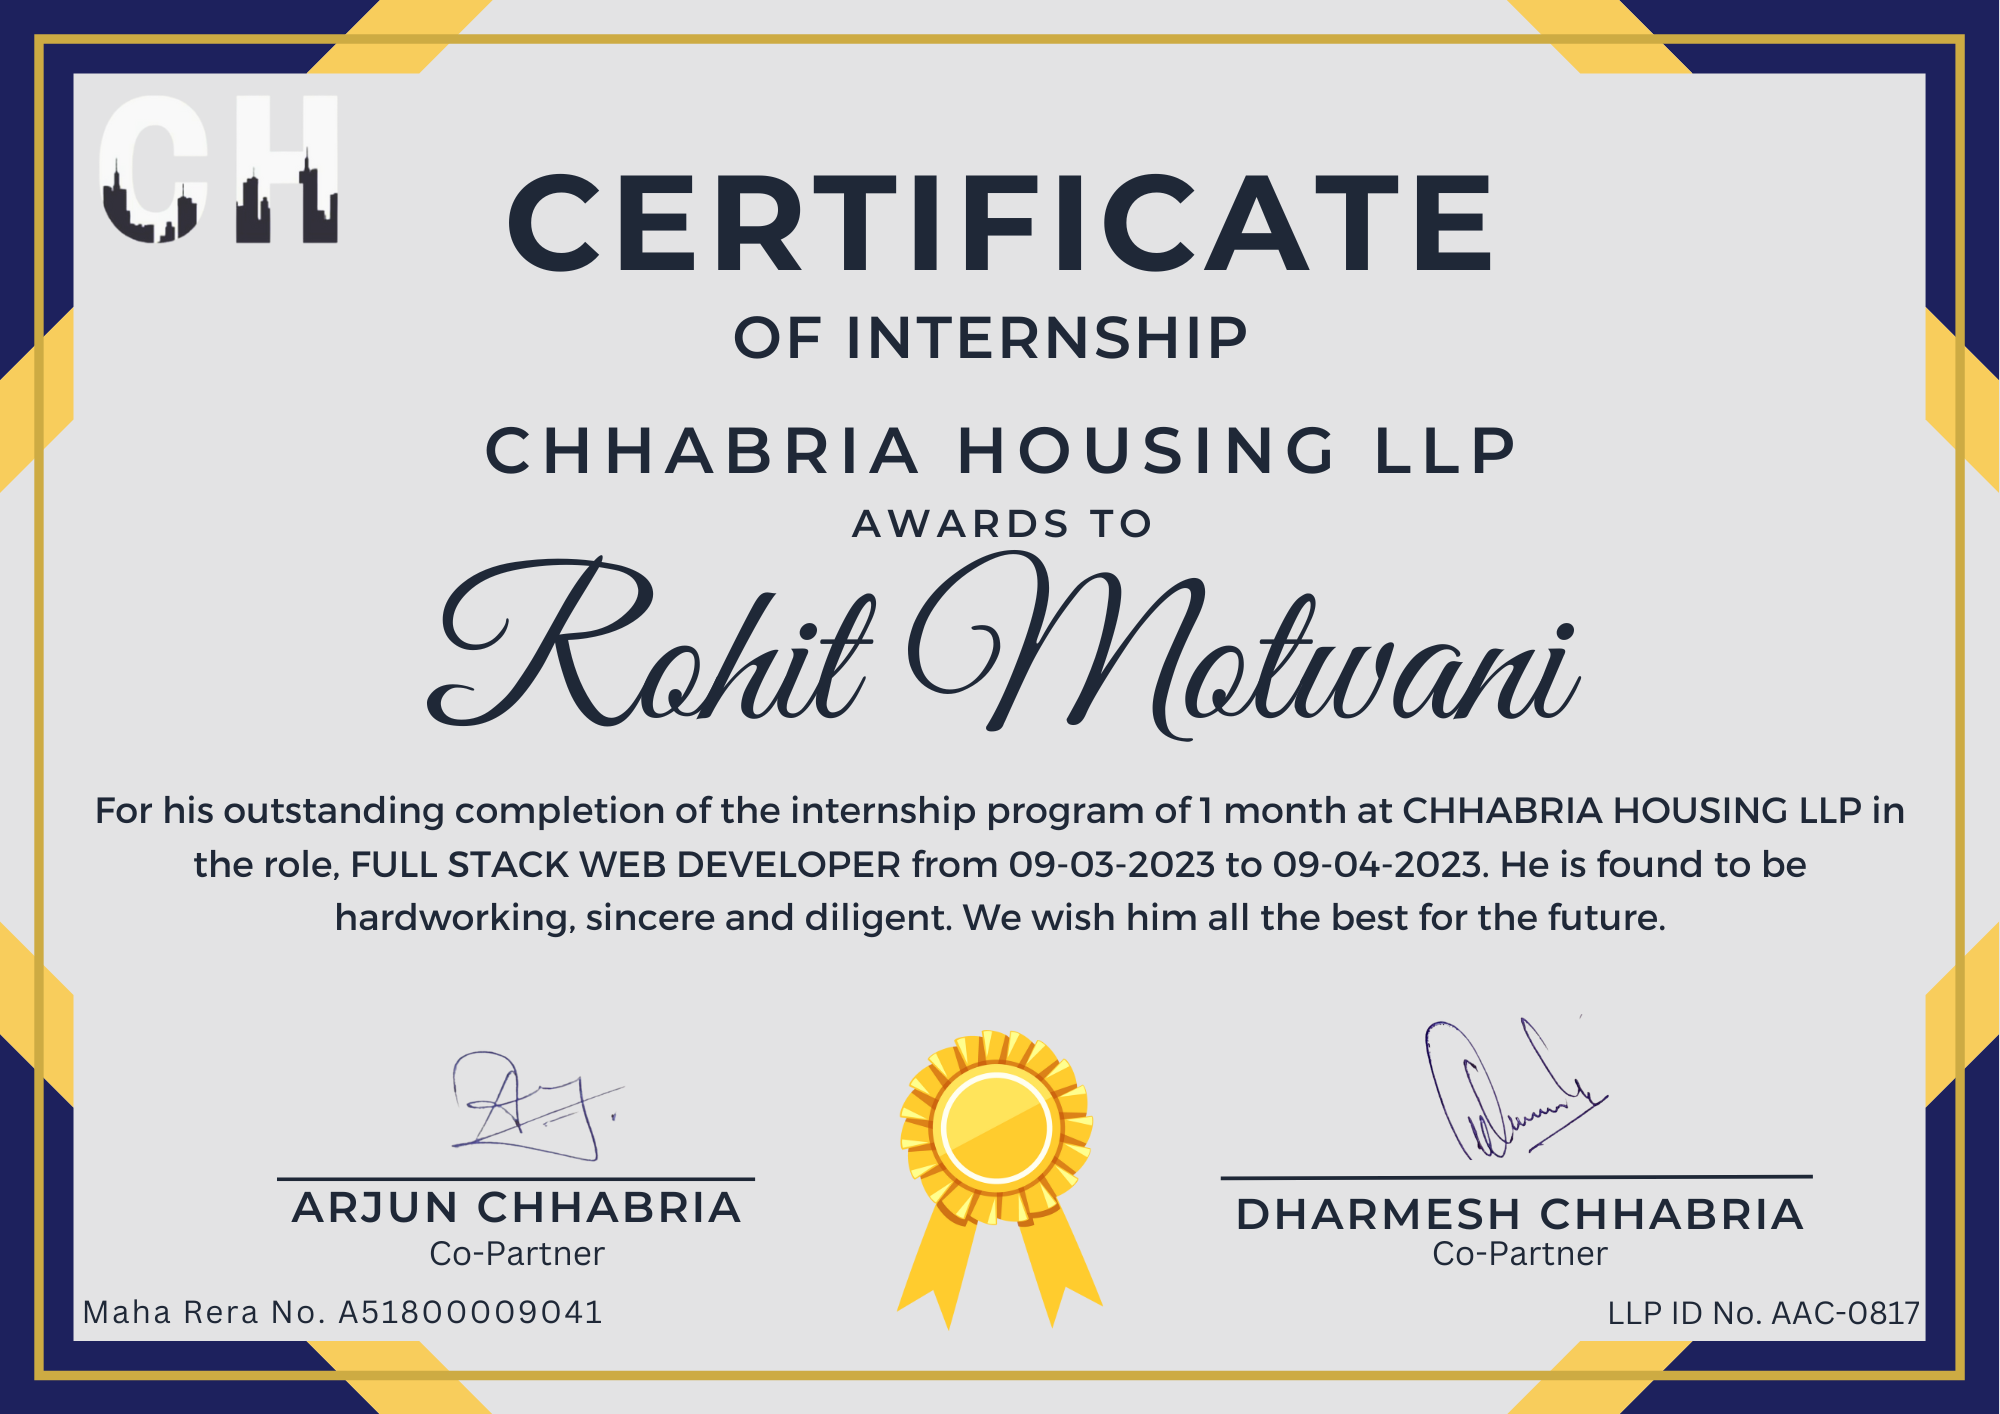 CH
CERTIFICATE
OF INTERNSHIP
CHHABRIA HOUSING LLP
AWARDS TO
Rohit Motwani
For his outstanding completion of the internship program of 1 month at CHHABRIA HOUSING LLP in
the role, FULL STACK WEB DEVELOPER from 09-03-2023 to 09-04-2023. He is found to be
hardworking, sincere and diligent. We wish him all the best for the future.
ARJUN CHHABRIA
Co-Partner
DHARMESH CHHABRIA
Co-Partner
Maha Rera No. A51800009041
LLP ID No. AAC-0817